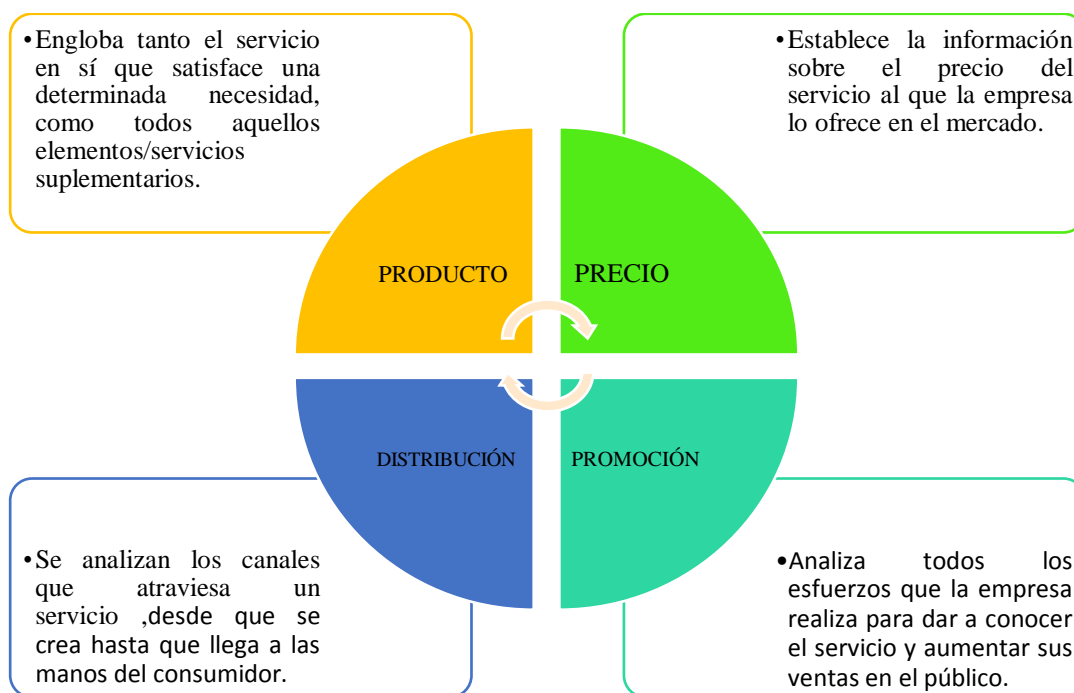 •Engloba tanto el servicio
en sí que satisface una
determinada necesidad,
como todos aquellos
elementos/servicios
suplementarios.
•Establece la información
sobre el precio del
servicio al que la empresa
lo ofrece en el mercado.
PRODUCTO
PRECIO
DISTRIBUCIÓN
PROMOCIÓN
•Se analizan los canales
que atraviesa un
servicio ,desde que se
crea hasta que llega a las
manos del consumidor.
•Analiza todos los
esfuerzos que la empresa
realiza para dar a conocer
el servicio y aumentar sus
ventas en el público.